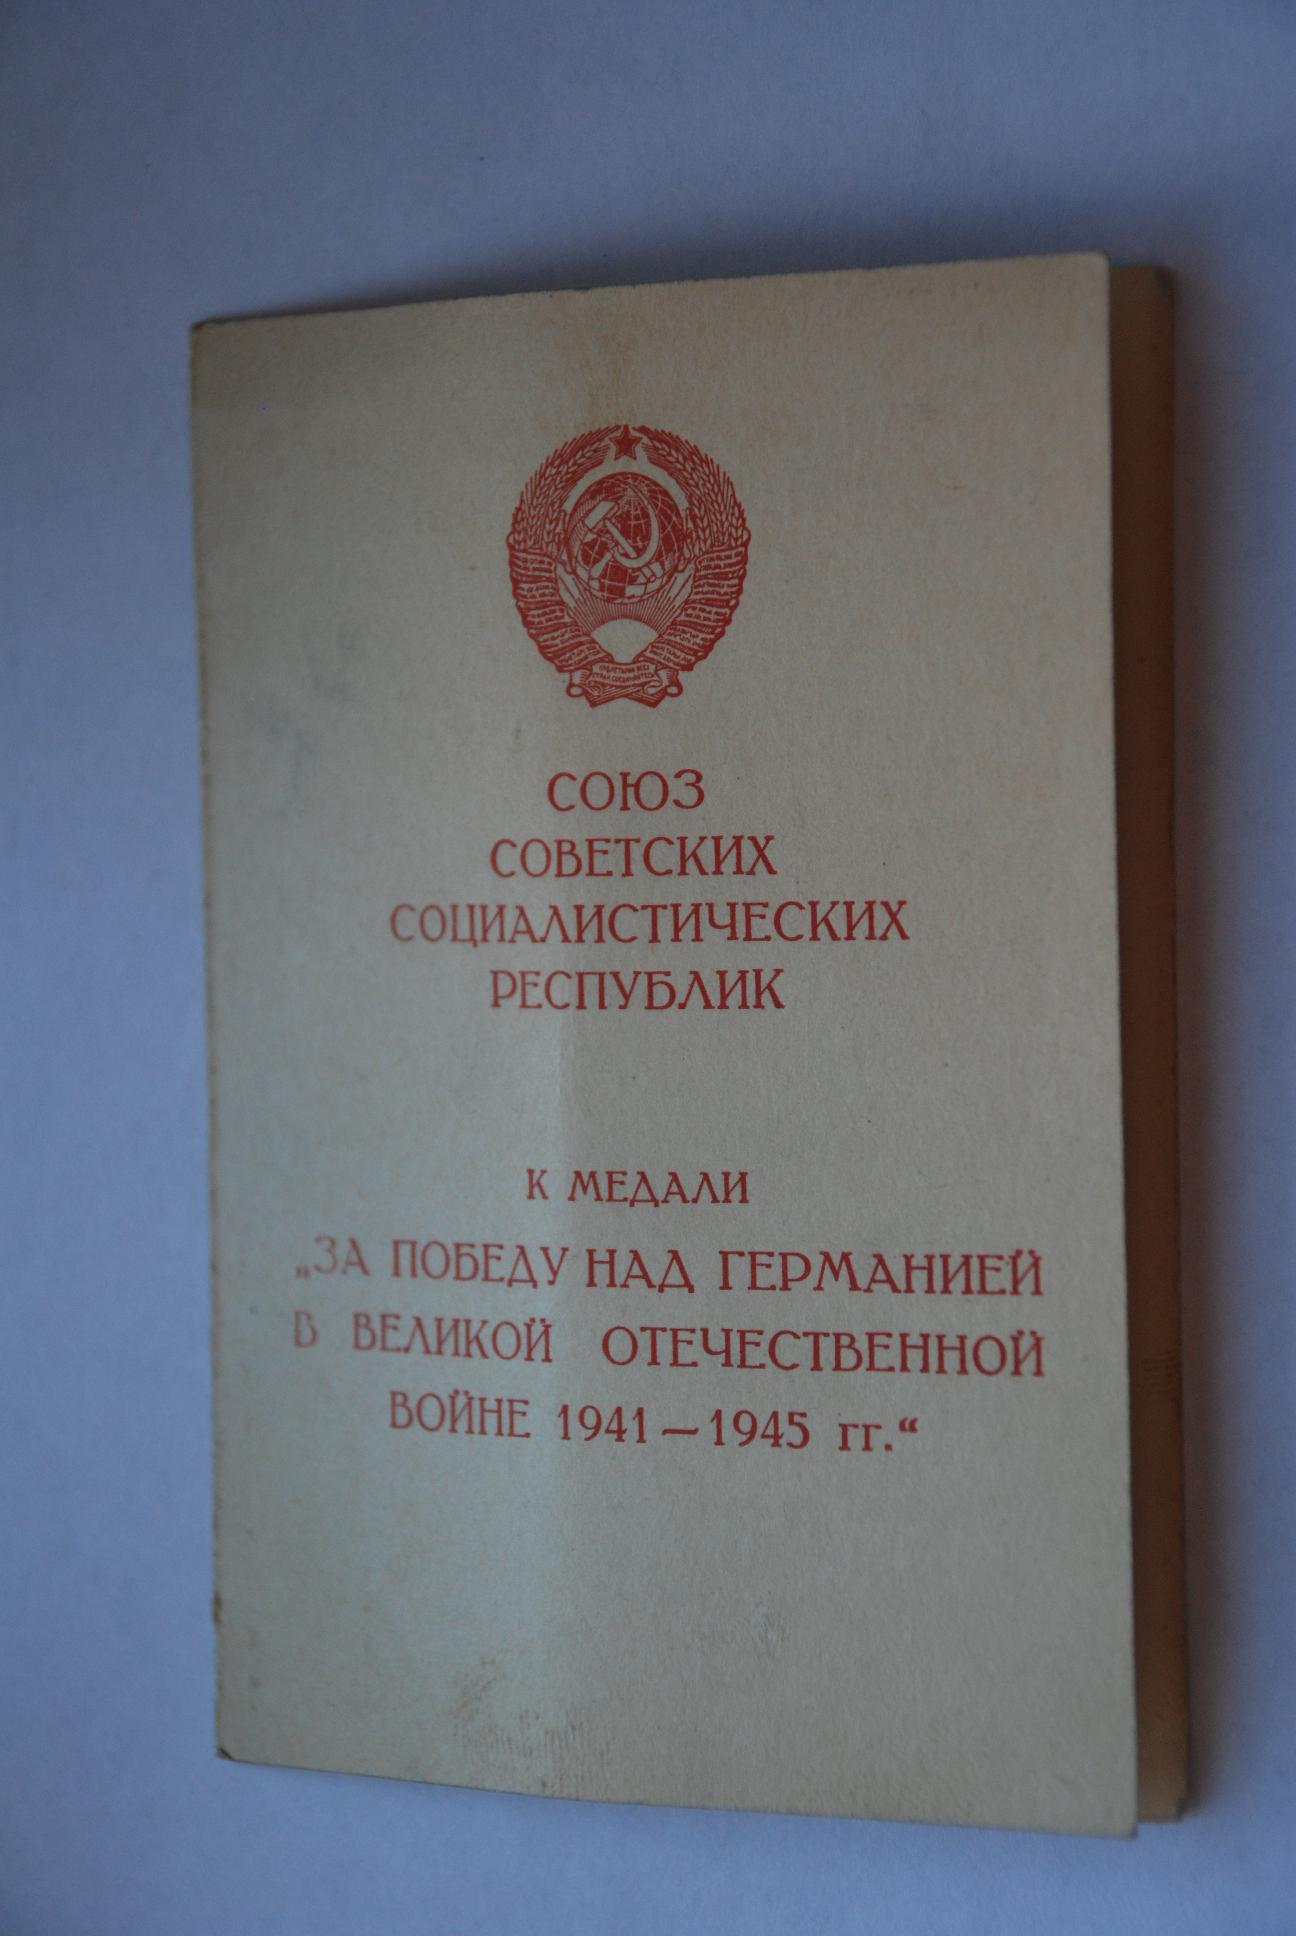 СОЮЗ
СОВЕТСКИХ
СОЦИАЛИСТИЧЕСКИХ
РЕСПУБЛИК
К МЕДАЛИ
„ЗА ПОБЕДУ НАД ГЕРМАНИЕЙ
В ВЕЛИКОЙ ОТЕЧЕСТВЕННОЙ
ВОЙНЕ 1941—1945 гг.“